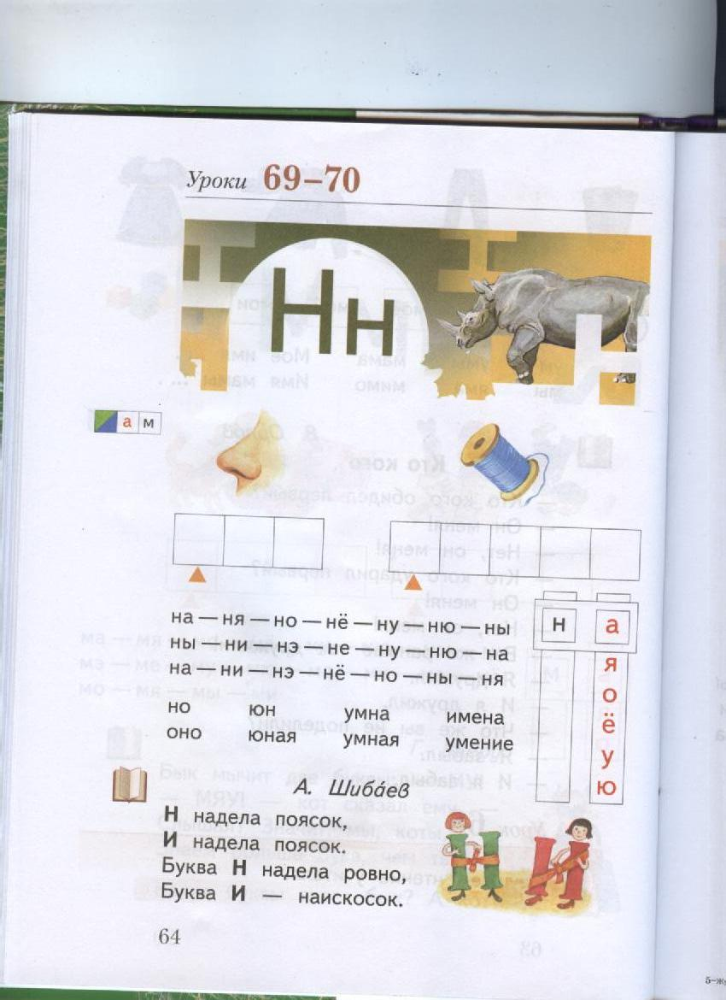 Уроки 69–70
Нн
а м
на — ня — но — нё — ну — ню — ны
ны — ни — нэ — не — ну — ню — на
на — ни — нэ — нё — но — ны — ня
н а
я
о
ё
у
ю
но юн умна имена
оно юная умная умение
А. Шиба́ев
Н надела поясок,
И надела поясок.
Буква Н надела ровно,
Буква И — наискосок.
Н И
64